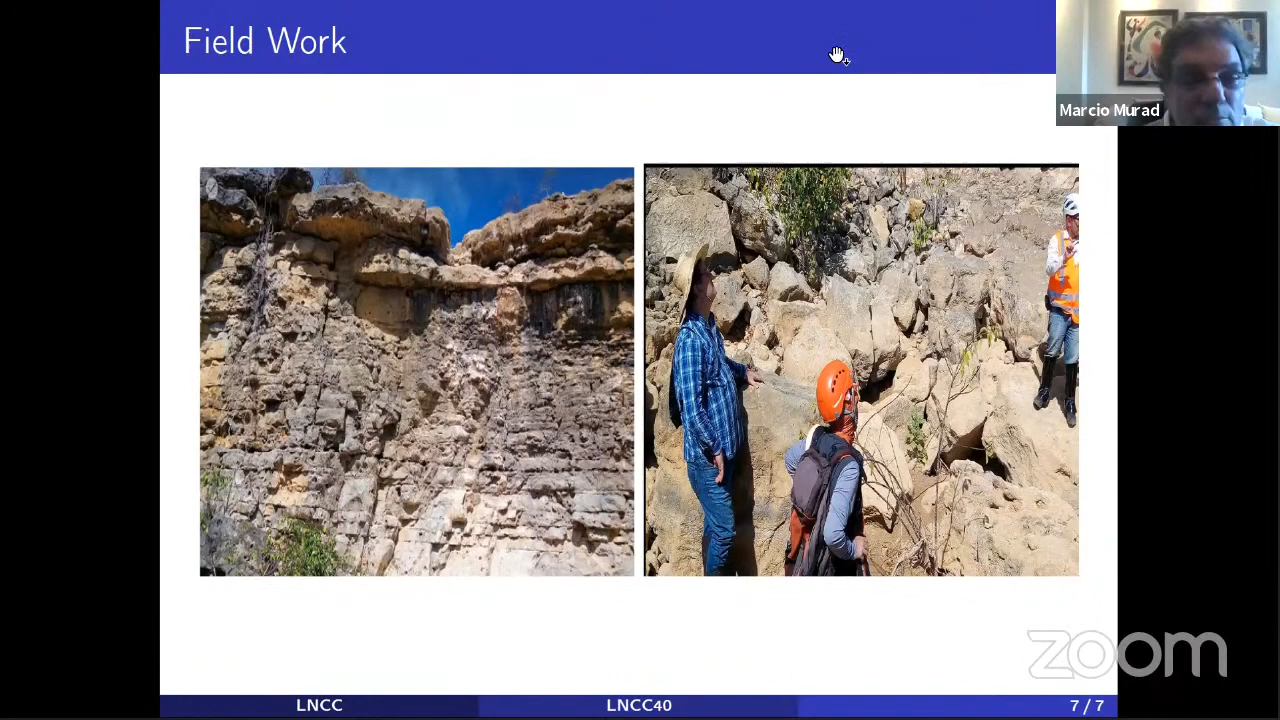 Field Work
Marcio Murad
zoom
LNCC
LNCC40
7 / 7